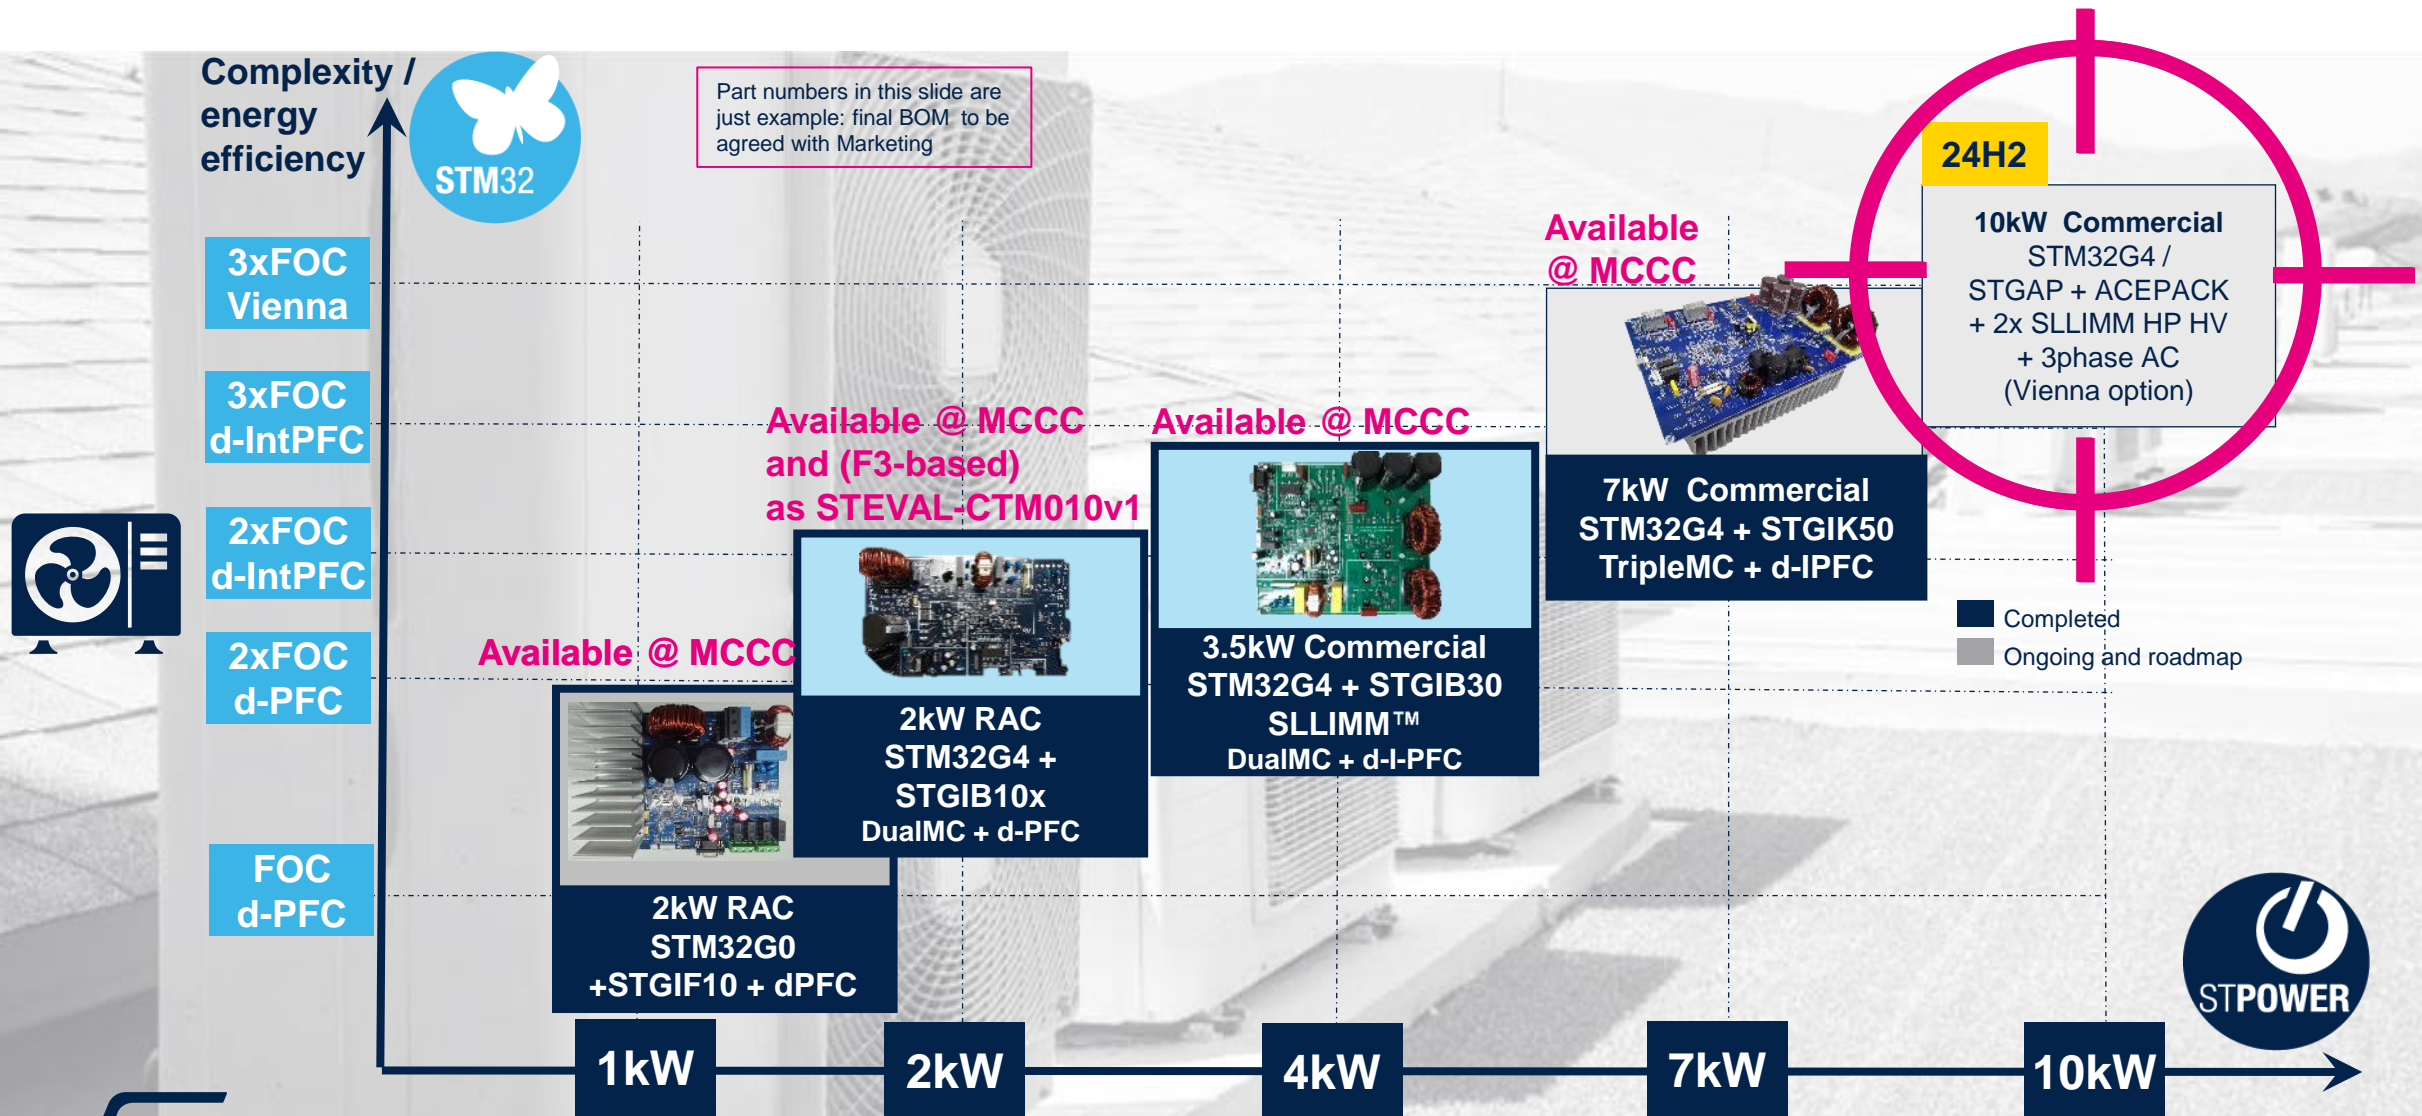 Complexity /
energy
efficiency
STM32
Part numbers in this slide are
just example: final BOM to be
agreed with Marketing
24H2
10kW Commercial
STM32G4 /
STGAP + ACEPACK
+ 2x SLLIMM HP HV
+ 3phase AC
(Vienna option)
3xFOC
Vienna
3xFOC
d-IntPFC
2xFOC
d-IntPFC
2xFOC
d-PFC
FOC
d-PFC
Available
@ MCCC
7kW Commercial
STM32G4 + STGIK50
TripleMC + d-IPFC
Available @ MCCC
and (F3-based)
as STEVAL-CTM010v1
2kW RAC
STM32G4 +
STGIB10x
DualMC + d-PFC
Available @ MCCC
3.5kW Commercial
STM32G4 + STGIB30
SLLIMM™
DualMC + d-I-PFC
Available @ MCCC
2kW RAC
STM32G0
+STGIF10 + dPFC
Completed
Ongoing and roadmap
STPOWER
1kW
2kW
4kW
7kW
10kW